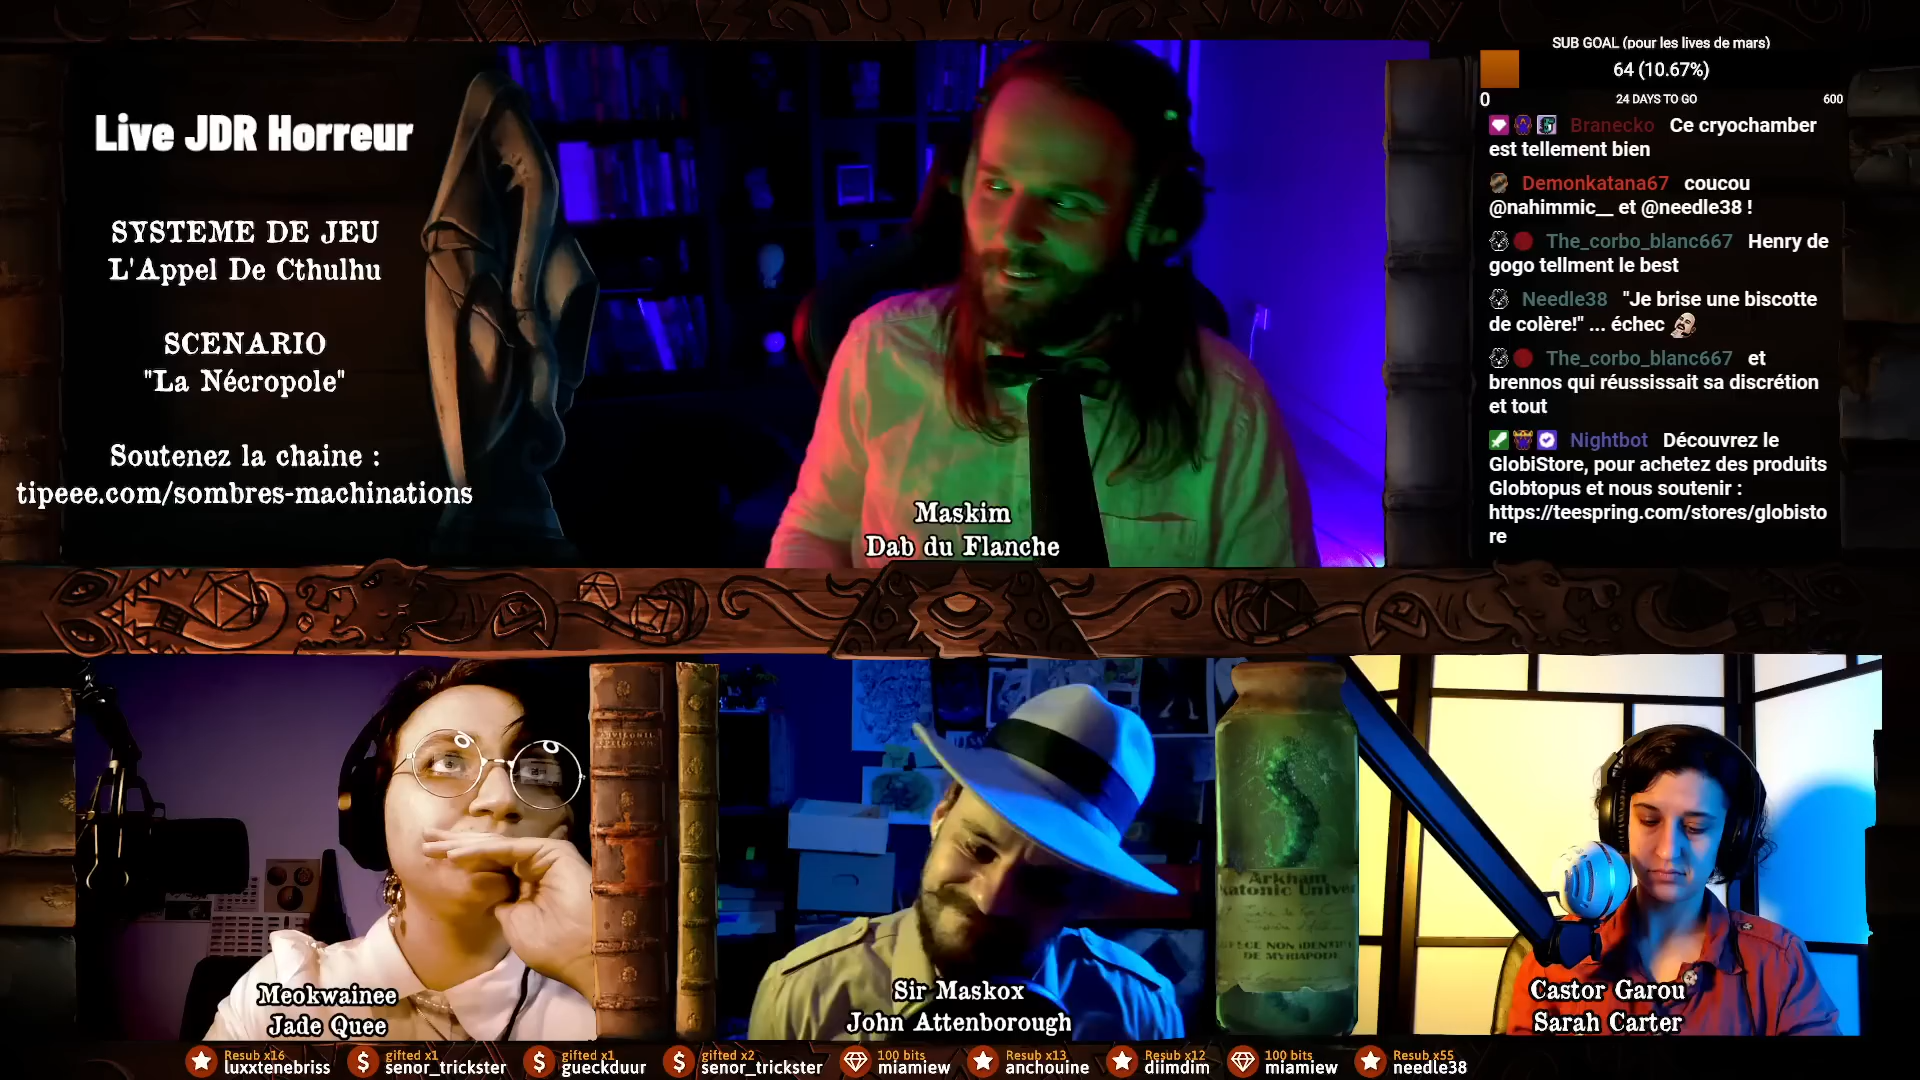 Live JDR Horreur
SYSTEME DE JEU
L'Appel De Cthulhu
SCENARIO
"La Nécropole"
Soutenez la chaine :
tipeee.com/sombres-machinations
Maskim
Dab du Flanche
SUB GOAL (pour les lives de mars)
64 (10.67%)
0
24 DAYS TO GO
600
Branecko Ce cryochamber
est tellement bien
Demonkatana67 coucou
@nahimmic__ et @needle38 !
The_corbo_blanc667 Henry de
gogo tellment le best
Needle38 "Je brise une biscotte
de colère!" ... échec
The_corbo_blanc667 et
brennos qui réussissait sa discrétion
et tout
Nightbot Découvrez le
GlobiStore, pour achetez des produits
Globtopus et nous soutenir :
https://teespring.com/stores/globisto
re
Meokwainee
Jade Quee
Sir Maskox
John Attenborough
Arkham
katonic Univer
DE MYRIAPODE
Castor Garou
Sarah Carter
Resub x16
luxxtenebriss
gifted x1
senor_trickster
gifted x1
gueckduur
gifted x2
senor_trickster
100 bits
miamiew
Resub x13
anchouine
Resub x12
diimdim
100 bits
miamiew
Resub x55
needle38